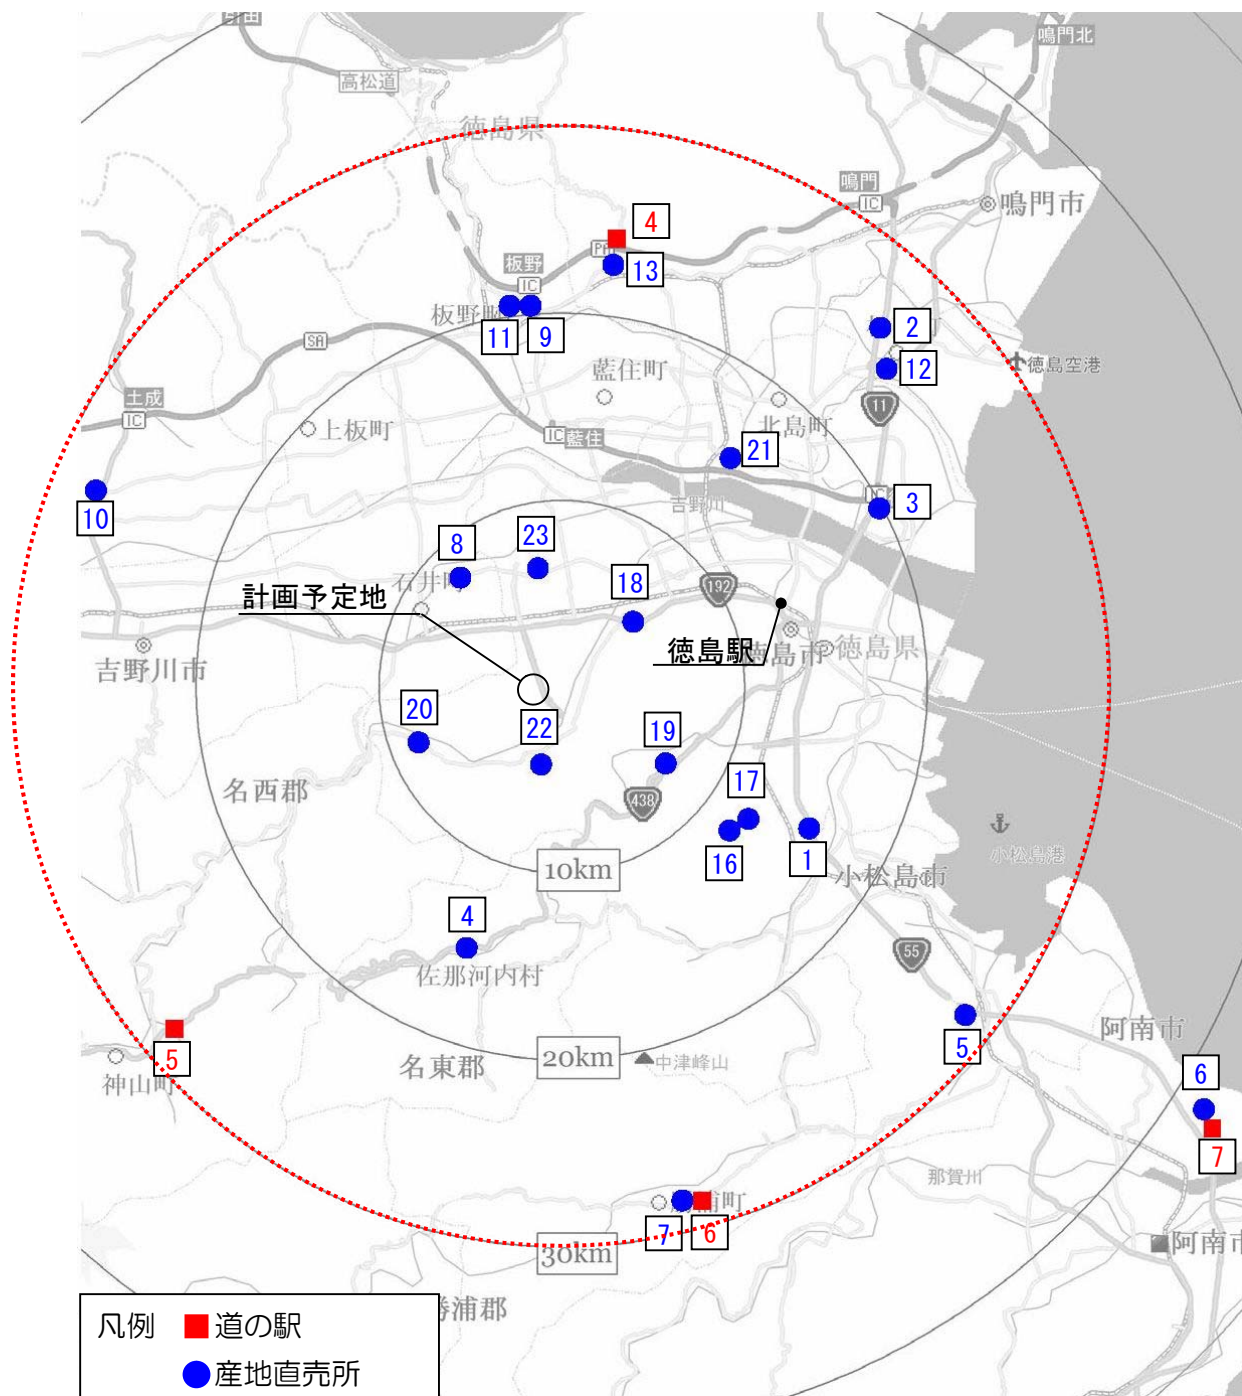 鳴門北
高松道
徳島県
鳴門
IC
鳴門市
4
PA
13
板野
IC
11
9
2
12
徳島空港
SA
藍住町
土成
IC
上板町
11
北島町
IC
藍住
21
吉野川
3
10
8
23
石井町
18
192
計画予定地
徳島駅
徳島市
徳島県
吉野川市
20
22
19
名西郡
17
438
16
1
小松島港
10km
小松島市
4
佐那河内村
55
5
神山町
名東郡
20km
中津峰山
5
阿南市
6
7
那賀川
7
6
30km
阿南市
勝浦郡
凡例
道の駅
産地直売所